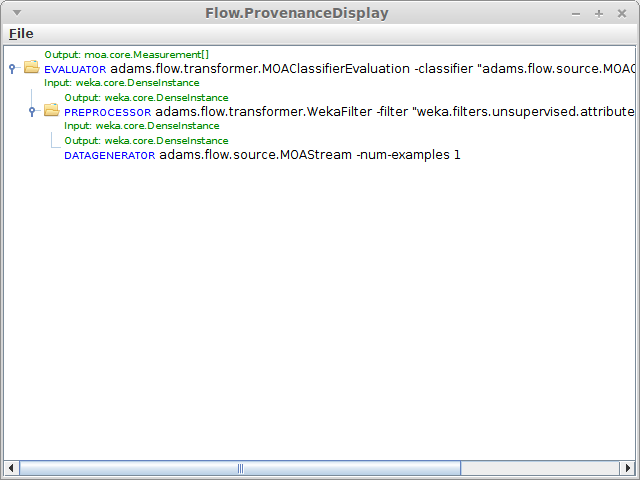 Flow.ProvenanceDisplay
File
Output: moa.core.Measurement[]
EVALUATOR adams.flow.transformer.MOAClassifierEvaluation -classifier "adams.flow.source.MOAC
Input: weka.core.DenseInstance
Output: weka.core.DenseInstance
PREPROCESSOR adams.flow.transformer.WekaFilter -filter "weka.filters.unsupervised.attribute
Input: weka.core.DenseInstance
Output: weka.core.DenseInstance
DATAGENERATOR adams.flow.source.MOAStream -num-examples 1